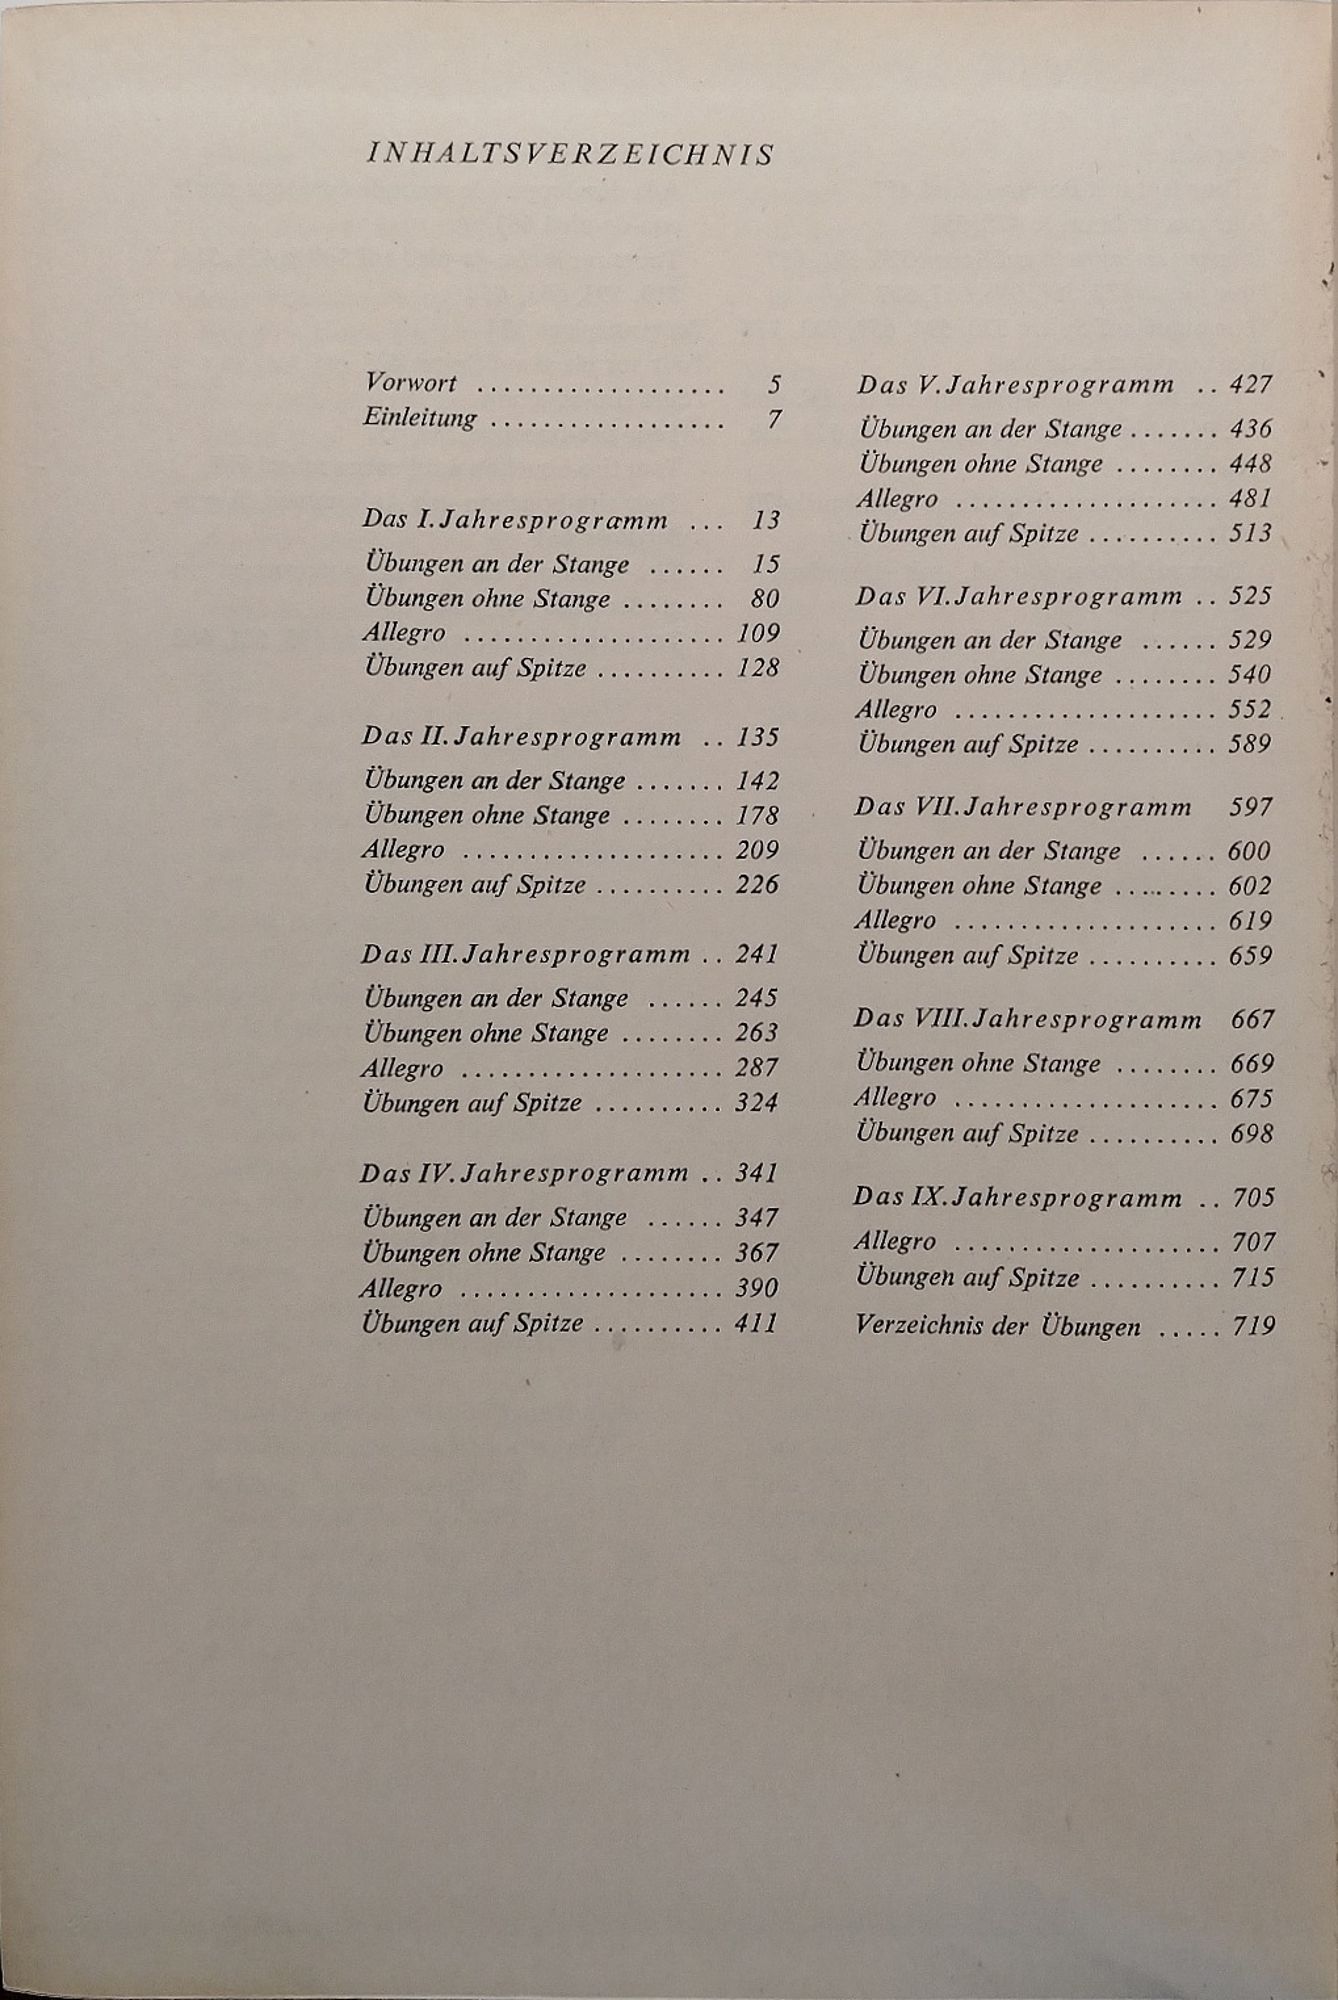 INHALTSVERZEICHNIS
Vorwort ................... 5
Einleitung .................. 7
Das I. Jahresprogramm ... 13
Übungen an der Stange ...... 15
Übungen ohne Stange ........ 80
Allegro .................... 109
Übungen auf Spitze .......... 128
Das II. Jahresprogramm .. 135
Übungen an der Stange ....... 142
Übungen ohne Stange ........ 178
Allegro .................... 209
Übungen auf Spitze .......... 226
Das III. Jahresprogramm .. 241
Übungen an der Stange ...... 245
Übungen ohne Stange ........ 263
Allegro .................... 287
Übungen auf Spitze .......... 324
Das IV. Jahresprogramm .. 341
Übungen an der Stange ...... 347
Übungen ohne Stange ........ 367
Allegro .................... 390
Übungen auf Spitze .......... 411
Das V. Jahresprogramm .. 427
Übungen an der Stange ....... 436
Übungen ohne Stange ........ 448
Allegro .................... 481
Übungen auf Spitze .......... 513
Das VI. Jahresprogramm .. 525
Übungen an der Stange ...... 529
Übungen ohne Stange ........ 540
Allegro .................... 552
Übungen auf Spitze .......... 589
Das VII. Jahresprogramm 597
Übungen an der Stange ...... 600
Übungen ohne Stange ........ 602
Allegro .................... 619
Übungen auf Spitze .......... 659
Das VIII. Jahresprogramm 667
Übungen ohne Stange ........ 669
Allegro .................... 675
Übungen auf Spitze .......... 698
Das IX. Jahresprogramm .. 705
Allegro .................... 707
Übungen auf Spitze .......... 715
Verzeichnis der Übungen ..... 719